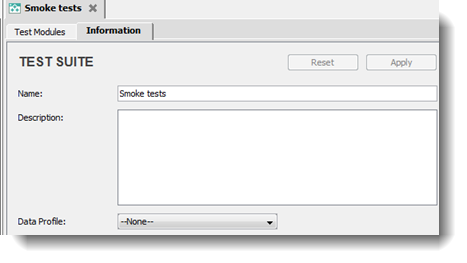 Smoke tests
Test Modules Information
TEST SUITE Reset Apply
Name: Smoke tests
Description:
Data Profile: --None--